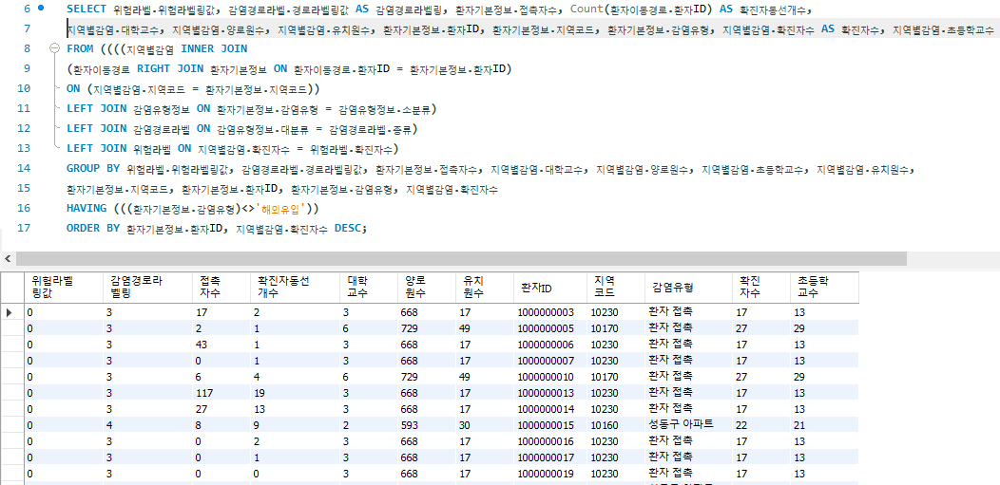 6 SELECT 위험라벨.위험라벨링값, 감염경로라벨.경로라벨링값 AS 감염경로라벨링, 환자기본정보.접촉자수, Count(환자이동경로.환자ID) AS 확진자동선개수,
7 지역별감염.대학교수, 지역별감염.양로원수, 지역별감염.유치원수, 환자기본정보.환자ID, 환자기본정보.지역코드, 환자기본정보.감염유형, 지역별감염.확진자수 AS 확진자수, 지역별감염.초등학교수
8 FROM ((((지역별감염 INNER JOIN
9 (환자이동경로 RIGHT JOIN 환자기본정보 ON 환자이동경로.환자ID = 환자기본정보.환자ID)
10 ON (지역별감염.지역코드 = 환자기본정보.지역코드))
11 LEFT JOIN 감염유형정보 ON 환자기본정보.감염유형 = 감염유형정보.소분류)
12 LEFT JOIN 감염경로라벨 ON 감염유형정보.대분류 = 감염경로라벨.종류)
13 LEFT JOIN 위험라벨 ON 지역별감염.확진자수 = 위험라벨.확진자수)
14 GROUP BY 위험라벨.위험라벨링값, 감염경로라벨.경로라벨링값, 환자기본정보.접촉자수, 지역별감염.대학교수, 지역별감염.양로원수, 지역별감염.초등학교수, 지역별감염.유치원수,
15 환자기본정보.지역코드, 환자기본정보.환자ID, 환자기본정보.감염유형, 지역별감염.확진자수
16 HAVING (((환자기본정보.감염유형)<>'해외유입'))
17 ORDER BY 환자기본정보.환자ID, 지역별감염.확진자수 DESC;
위험라벨 감염경로라 접촉 확진자동선 대학 양로 유치 환자ID 지역 감염유형 확진 초등학
링값 벨링 자수 개수 교수 원수 원수 코드 자수 교수
0 3 17 2 3 668 17 1000000003 10230 환자 접촉 17 13
0 3 2 1 6 729 49 1000000005 10170 환자 접촉 27 29
0 3 43 1 3 668 17 1000000006 10230 환자 접촉 17 13
0 3 0 1 3 668 17 1000000007 10230 환자 접촉 17 13
0 3 6 4 6 729 49 1000000010 10170 환자 접촉 27 29
0 3 117 19 3 668 17 1000000013 10230 환자 접촉 17 13
0 3 27 13 3 668 17 1000000014 10230 환자 접촉 17 13
0 4 8 9 2 593 30 1000000015 10160 성동구 아파트 22 21
0 3 0 2 3 668 17 1000000016 10230 환자 접촉 17 13
0 3 0 1 3 668 17 1000000017 10230 환자 접촉 17 13
0 3 0 0 3 668 17 1000000019 10230 환자 접촉 17 13